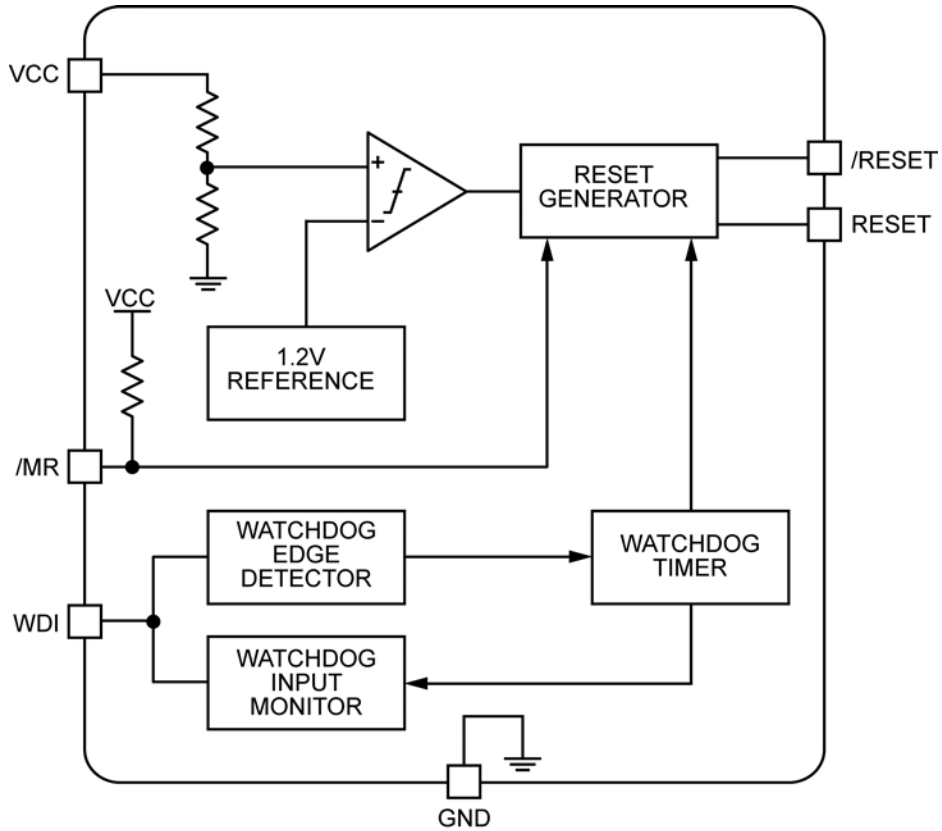 VCC
+
−
RESET
GENERATOR
/RESET
RESET
VCC
1.2V
REFERENCE
/MR
WATCHDOG
EDGE
DETECTOR
WATCHDOG
TIMER
WDI
WATCHDOG
INPUT
MONITOR
GND